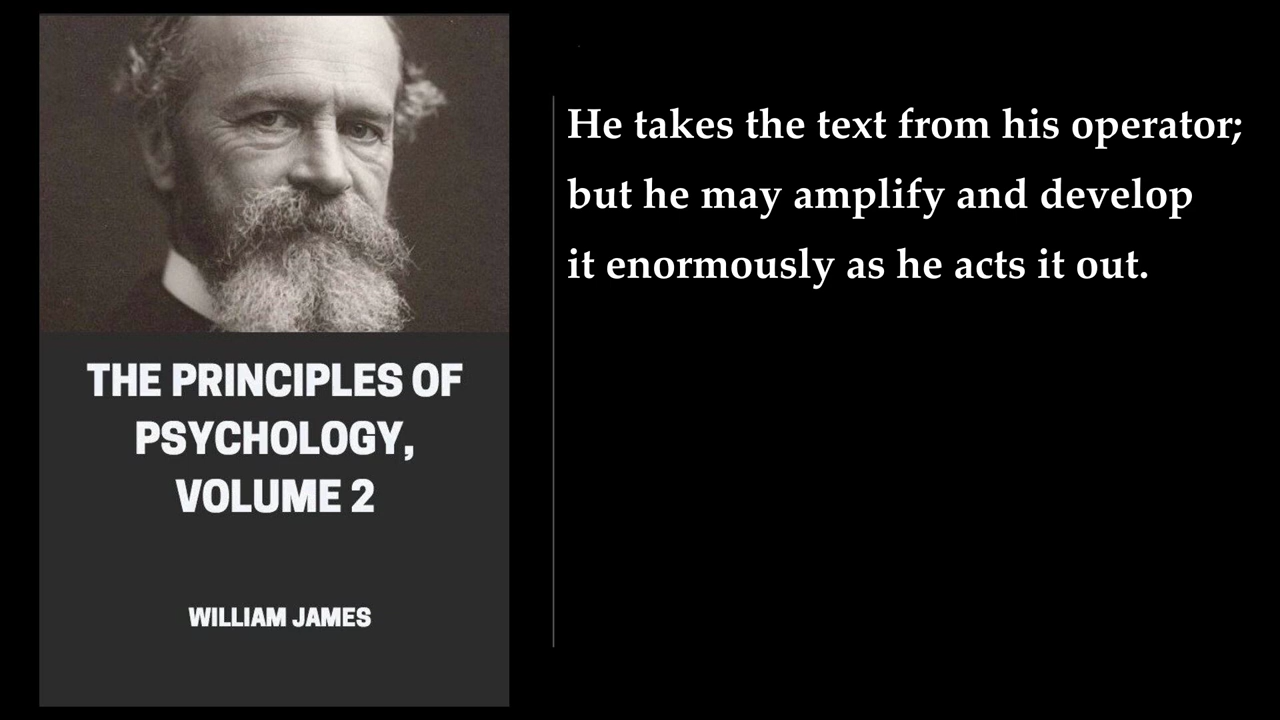 THE PRINCIPLES OF
PSYCHOLOGY,
VOLUME 2
WILLIAM JAMES
He takes the text from his operator;
but he may amplify and develop
it enormously as he acts it out.